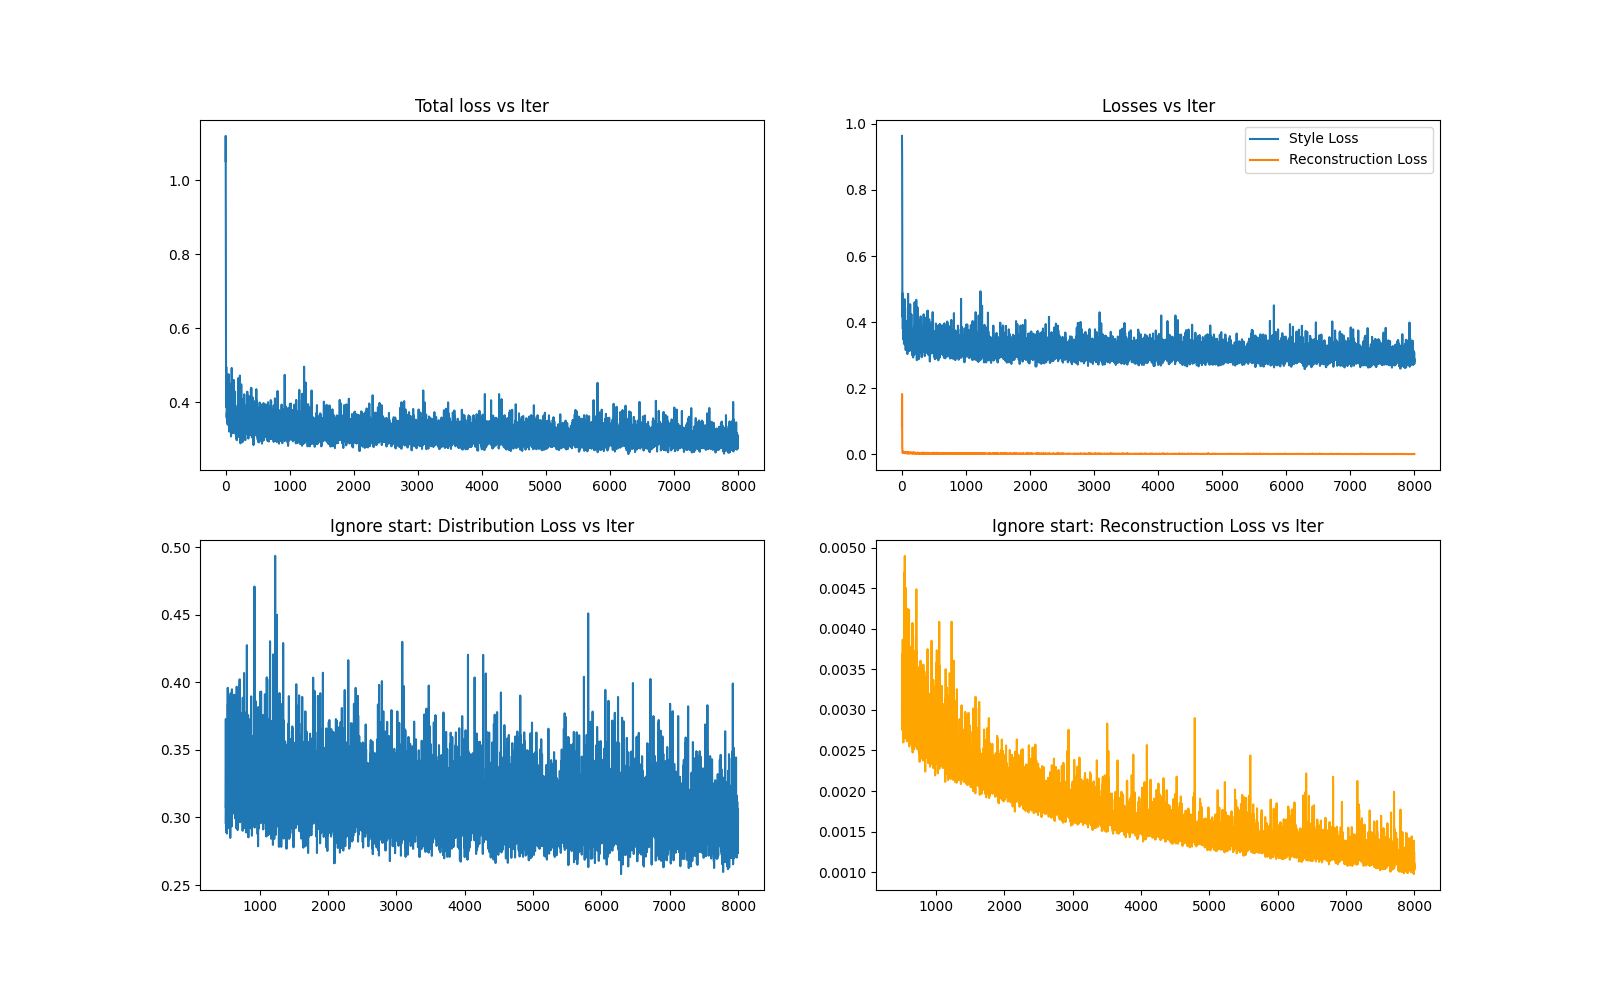 Total loss vs Iter
1.0
0.8
0.6
0.4
0 1000 2000 3000 4000 5000 6000 7000 8000
Losses vs Iter
Style Loss
Reconstruction Loss
1.0
0.8
0.6
0.4
0.2
0.0
0 1000 2000 3000 4000 5000 6000 7000 8000
Ignore start: Distribution Loss vs Iter
0.50
0.45
0.40
0.35
0.30
0.25
1000 2000 3000 4000 5000 6000 7000 8000
Ignore start: Reconstruction Loss vs Iter
0.0050
0.0045
0.0040
0.0035
0.0030
0.0025
0.0020
0.0015
0.0010
1000 2000 3000 4000 5000 6000 7000 8000